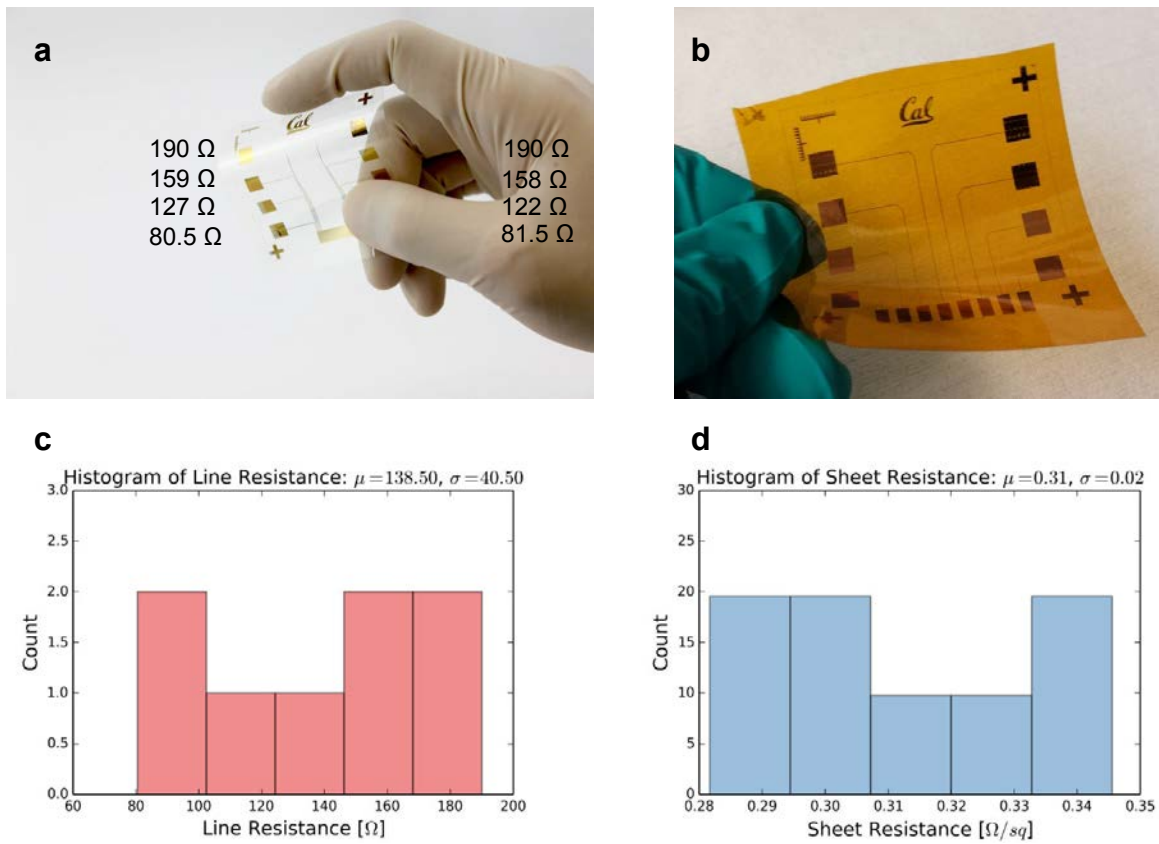 a
Cal
190 Ω
159 Ω
127 Ω
80.5 Ω
190 Ω
158 Ω
122 Ω
81.5 Ω
b
Cal
c
Histogram of Line Resistance: μ=138.50, σ=40.50
3.0
2.5
2.0
1.5
1.0
0.5
0.0
Count
60 80 100 120 140 160 180 200
Line Resistance [Ω]
d
Histogram of Sheet Resistance: μ=0.31, σ=0.02
30
25
20
15
10
5
0
Count
0.28 0.29 0.30 0.31 0.32 0.33 0.34 0.35
Sheet Resistance [Ω/sq]